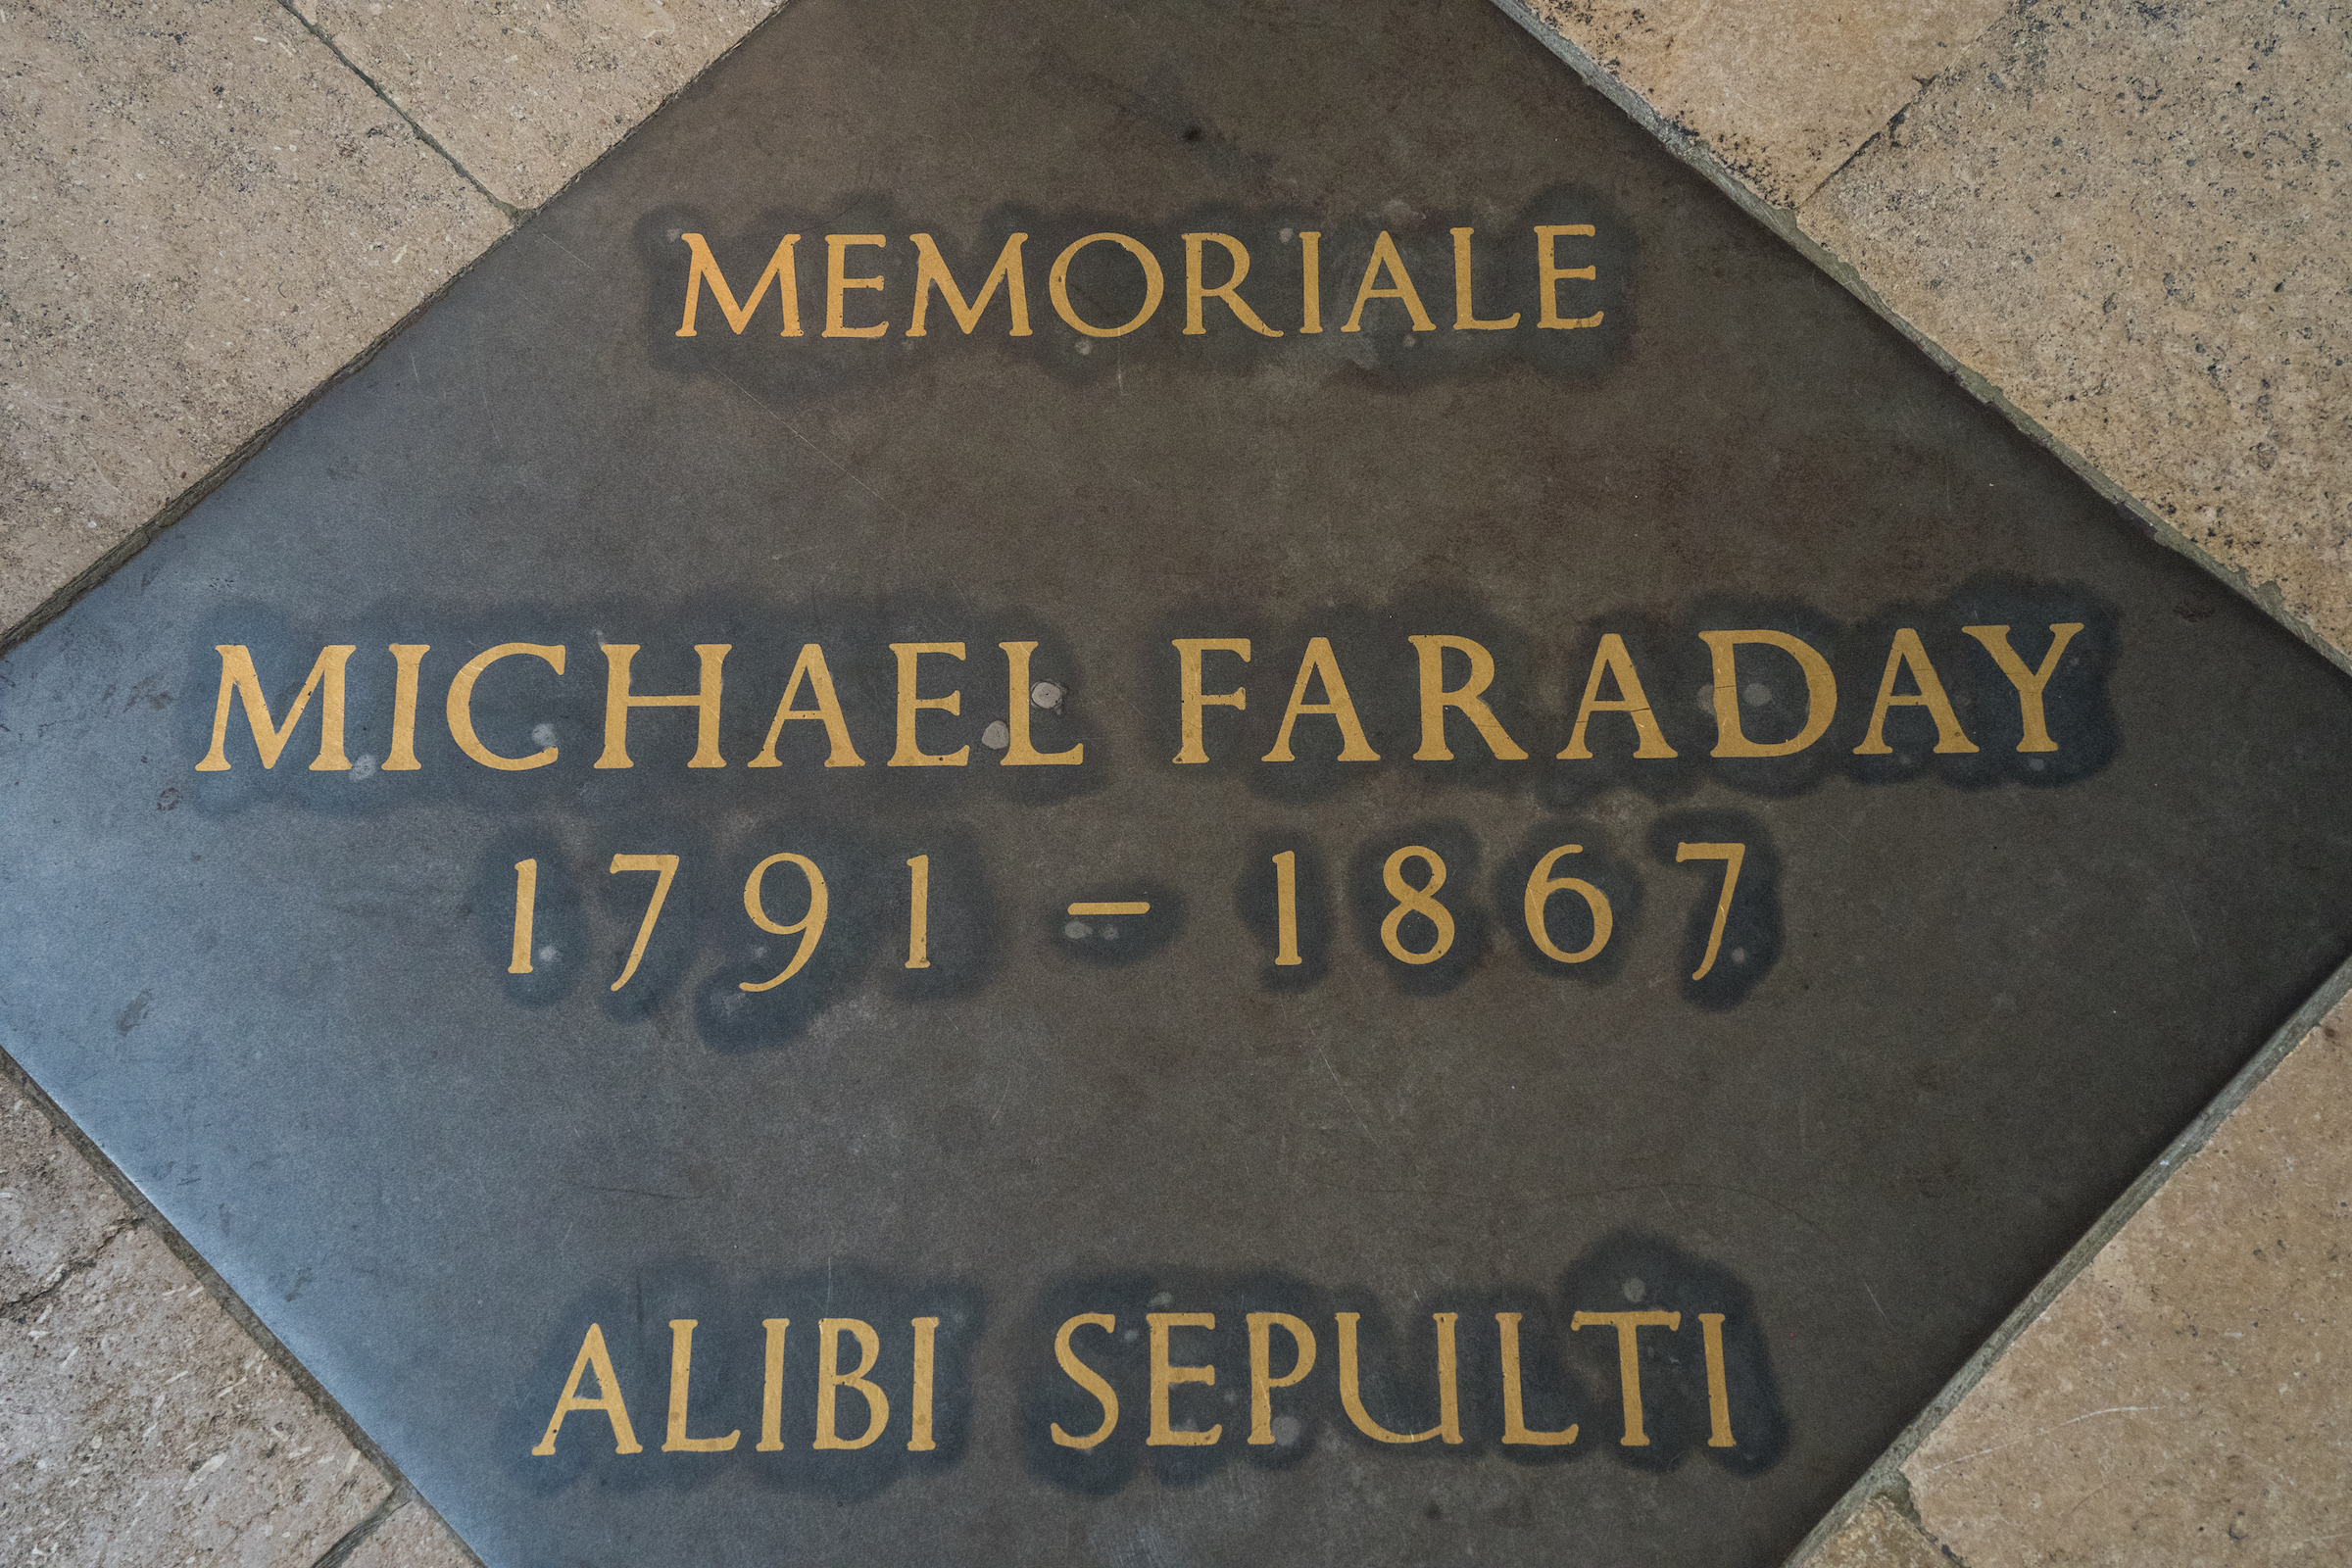 MEMORIALE
MICHAEL FARADAY
1791 – 1867
ALIBI SEPULTI